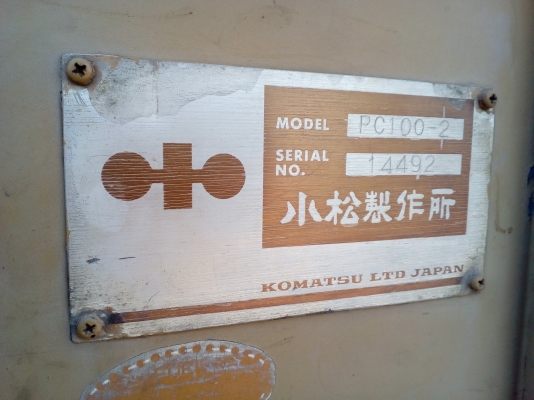 MODEL PC100-2
SERIAL NO. 14492
小松製作所
KOMATSU LTD JAPAN